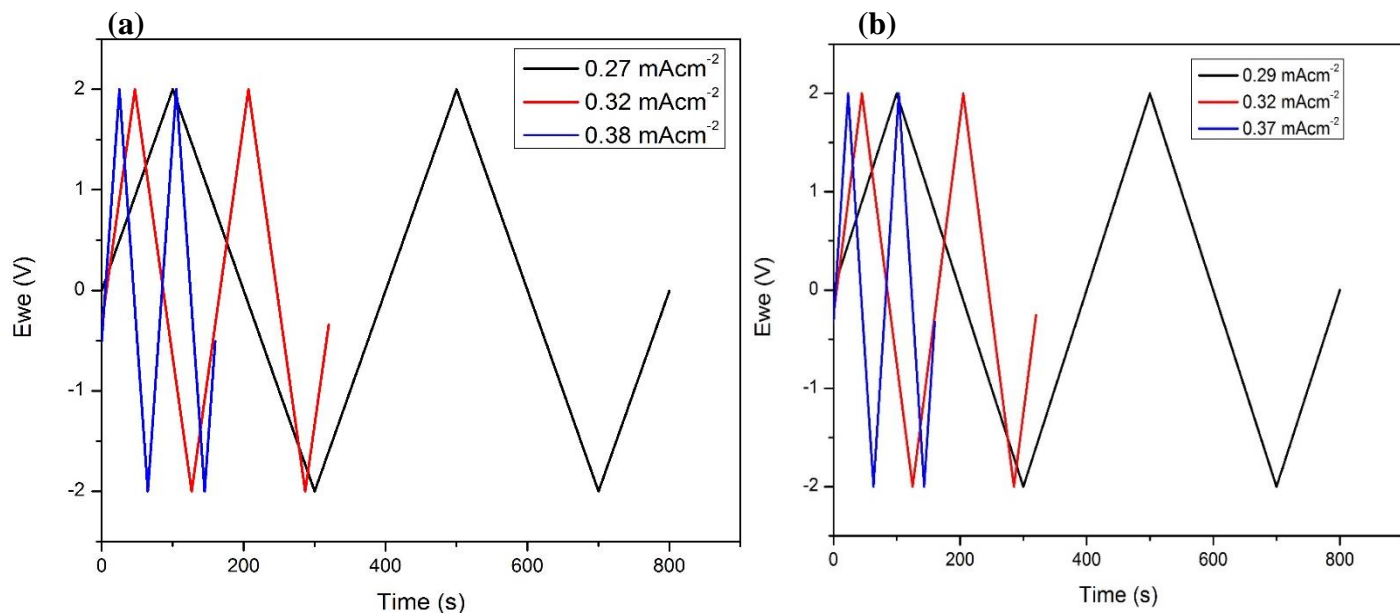 (a)
0.27 mAcm⁻²
0.32 mAcm⁻²
0.38 mAcm⁻²
2
1
0
-1
-2
Ewe (V)
0 200 400 600 800
Time (s)
(b)
0.29 mAcm⁻²
0.32 mAcm⁻²
0.37 mAcm⁻²
2
1
0
-1
-2
Ewe (V)
0 200 400 600 800
Time (s)